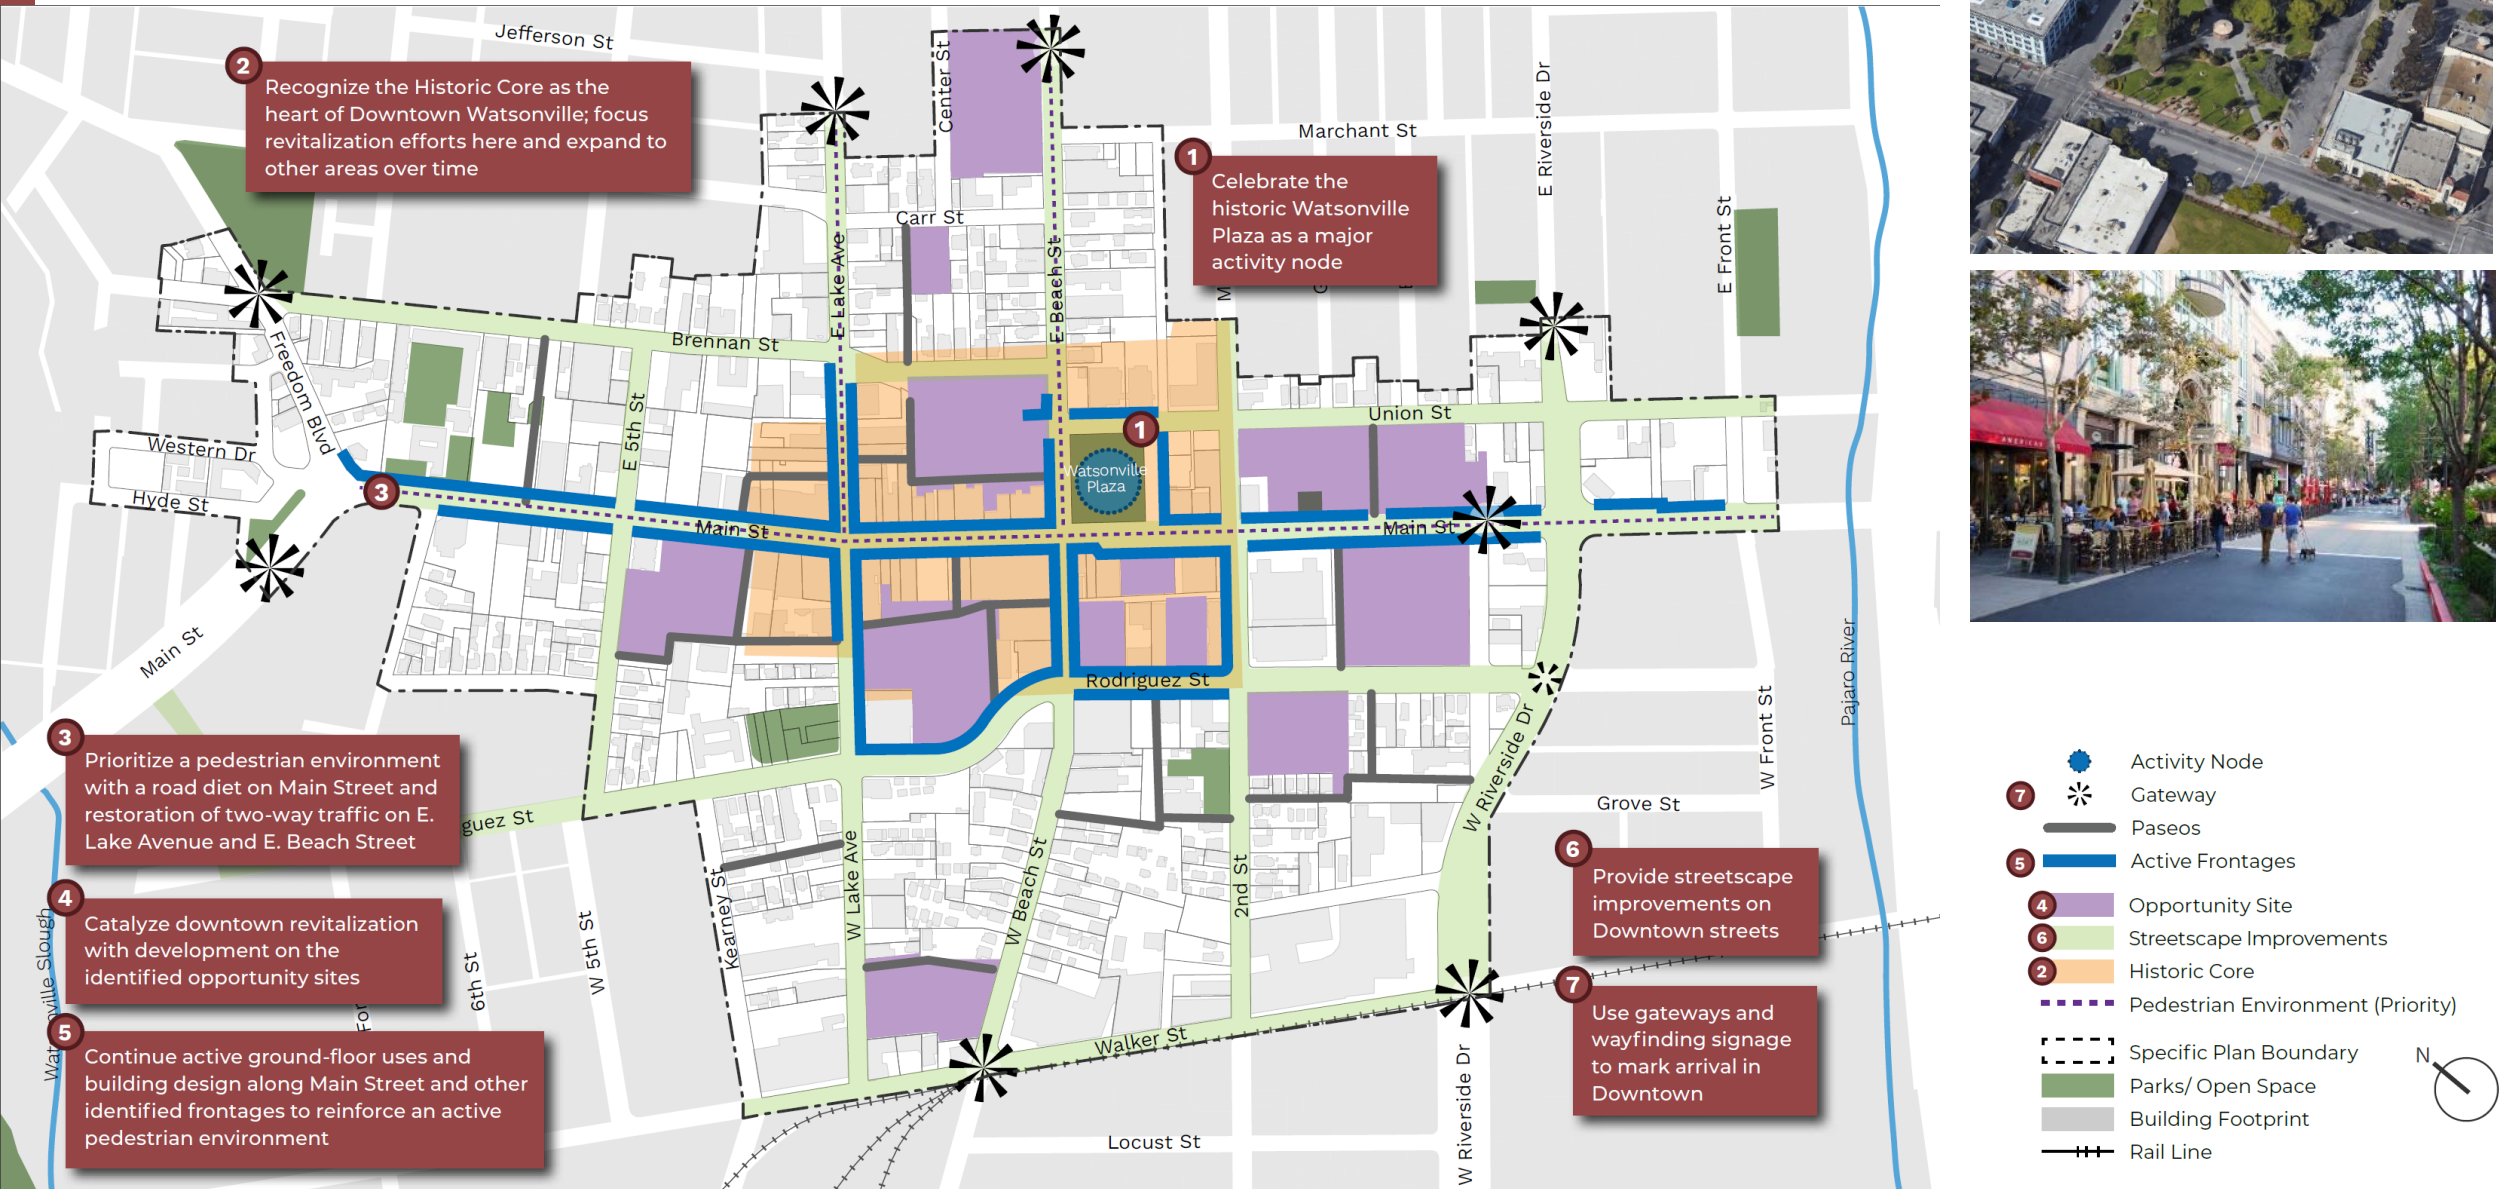 Jefferson St
2
Recognize the Historic Core as the
heart of Downtown Watsonville; focus
revitalization efforts here and expand to
other areas over time
Center St
Marchant St
1
Celebrate the
historic Watsonville
Plaza as a major
activity node
E Riverside Dr
E Front St
Carr St
E Lake Ave
E Beach St
Brennan St
Freedom Blvd
E 5th St
Union St
1
Western Dr
Hyde St
3
Watsonville
Plaza
Main St
Main St
Main St
Rodriguez St
Pajaro River
W Front St
W Riverside Dr
Grove St
3
Prioritize a pedestrian environment
with a road diet on Main Street and
restoration of two-way traffic on E.
Lake Avenue and E. Beach Street
guez St
4
Catalyze downtown revitalization
with development on the
identified opportunity sites
5
Continue active ground-floor uses and
building design along Main Street and other
identified frontages to reinforce an active
pedestrian environment
6th St
W 5th St
Kearney St
W Lake Ave
W Beach St
2nd St
Walker St
Locust St
W Riverside Dr
6
Provide streetscape
improvements on
Downtown streets
7
Use gateways and
wayfinding signage
to mark arrival in
Downtown
Activity Node
7 Gateway
Paseos
5 Active Frontages
4 Opportunity Site
6 Streetscape Improvements
2 Historic Core
Pedestrian Environment (Priority)
Specific Plan Boundary
Parks/ Open Space
Building Footprint
Rail Line
N